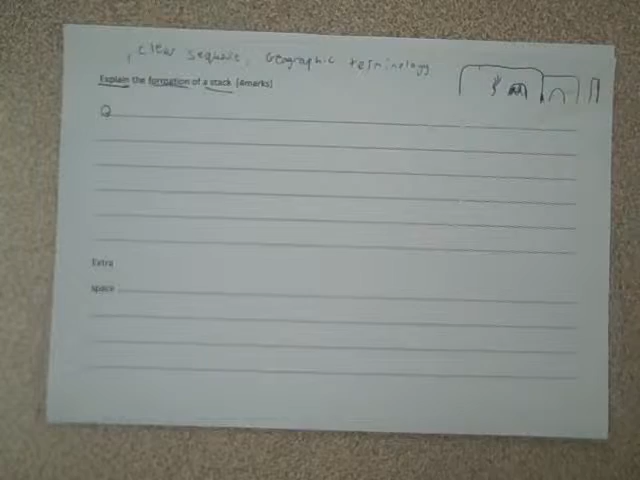 , clear sequence, Geographic terminology
Explain the formation of a stack [4marks]
Extra
space